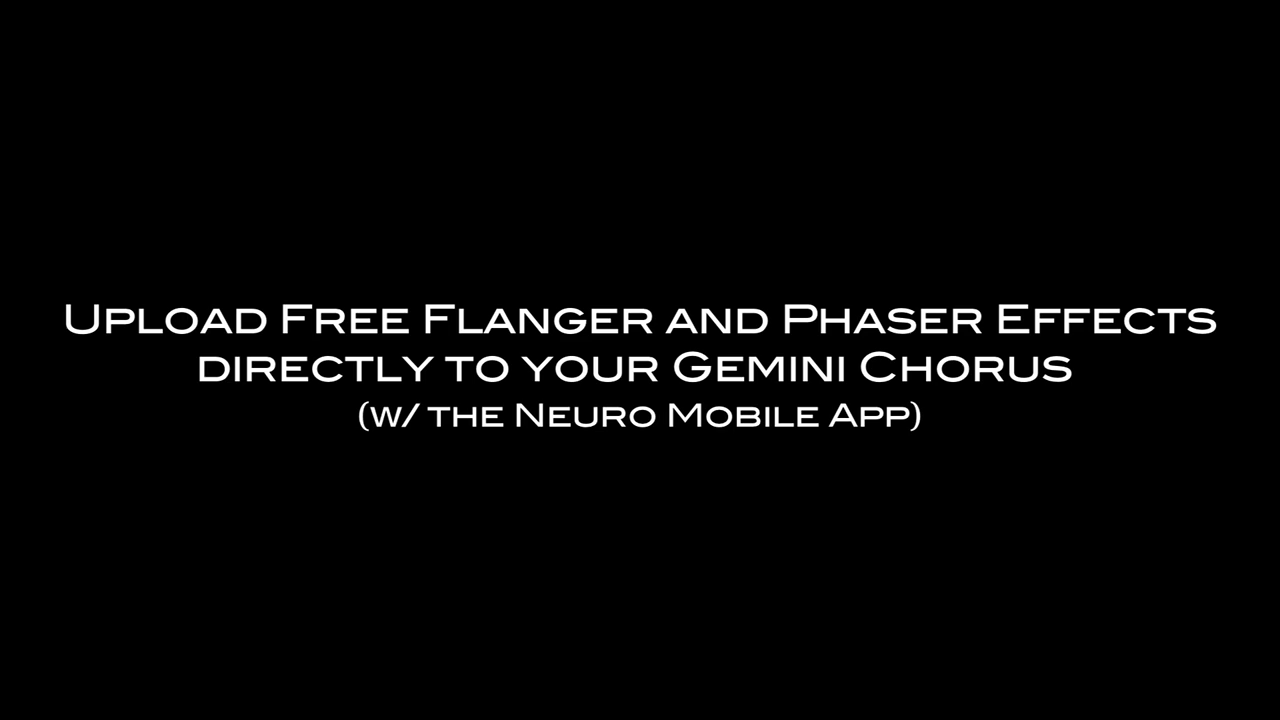 Upload Free Flanger and Phaser Effects
directly to your Gemini Chorus
(w/ the Neuro Mobile App)